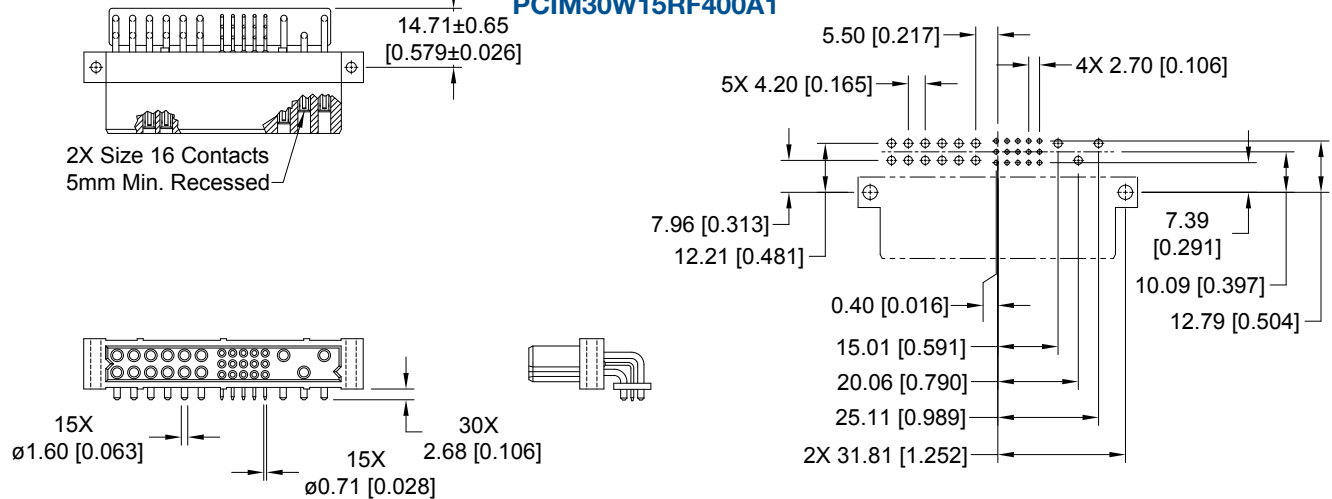 PCIM30W15RF400A1
14.71±0.65
[0.579±0.026]
2X Size 16 Contacts
5mm Min. Recessed
5.50 [0.217]
4X 2.70 [0.106]
5X 4.20 [0.165]
7.96 [0.313]
12.21 [0.481]
7.39
[0.291]
10.09 [0.397]
12.79 [0.504]
0.40 [0.016]
15.01 [0.591]
20.06 [0.790]
25.11 [0.989]
2X 31.81 [1.252]
15X
ø1.60 [0.063]
15X
ø0.71 [0.028]
30X
2.68 [0.106]